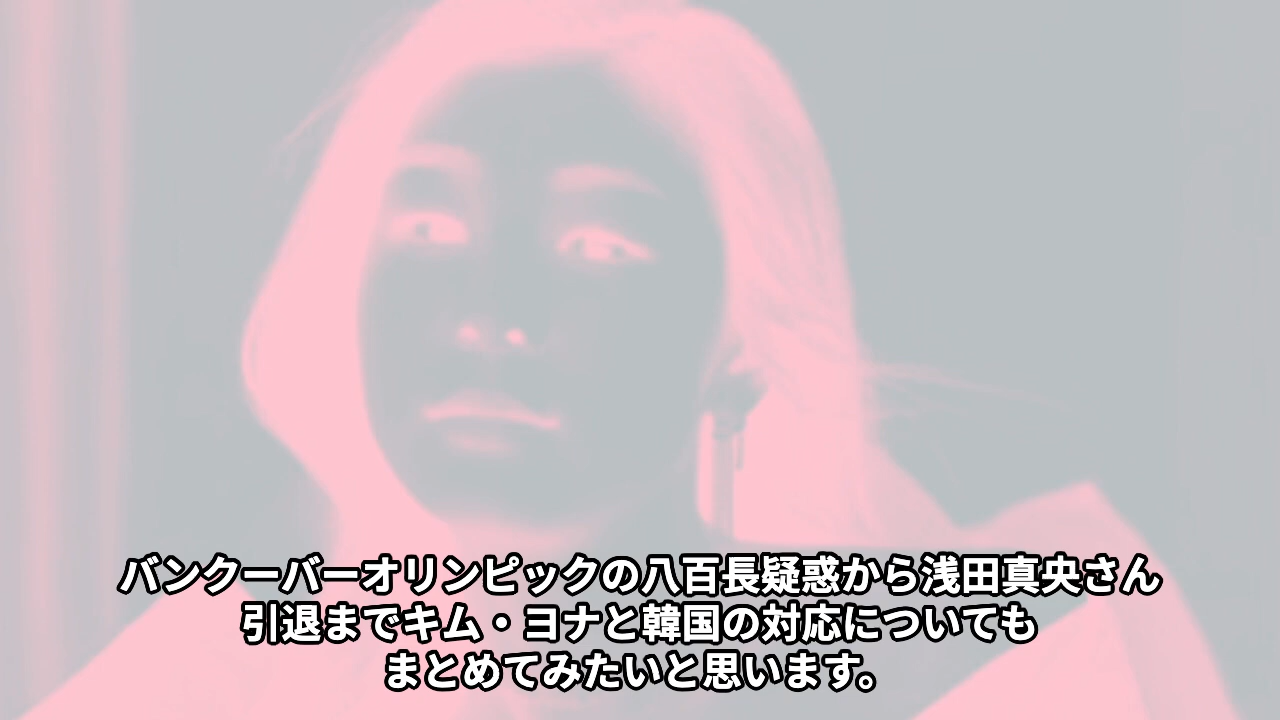 バンクーバーオリンピックの八百長疑惑から浅田真央さん
引退までキム・ヨナと韓国の対応についても
まとめてみたいと思います。